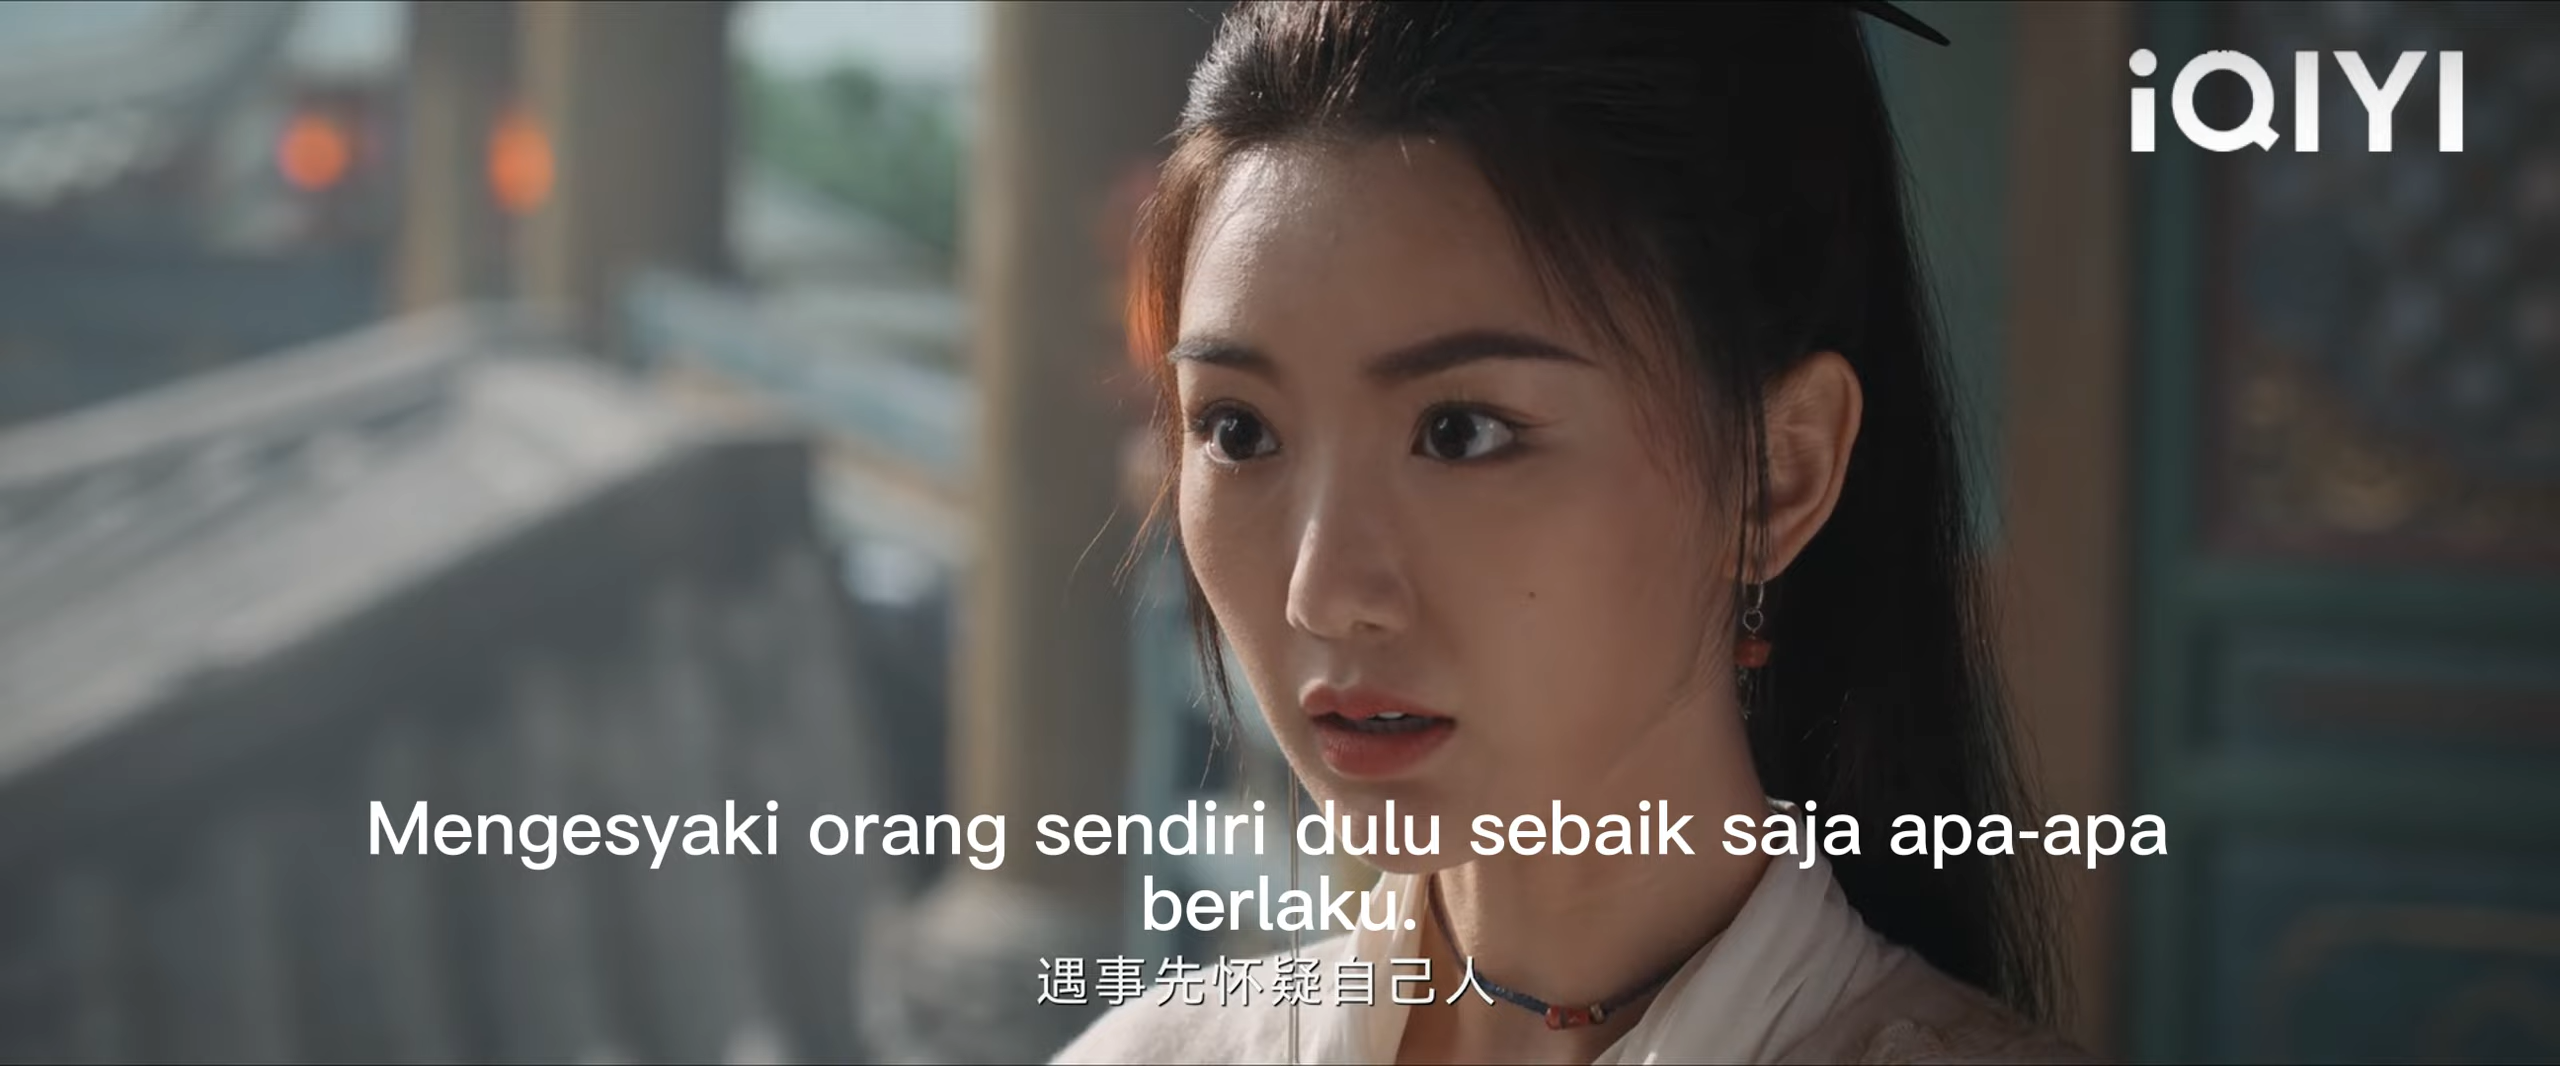 iQIYI
Mengesyaki orang sendiri dulu sebaik saja apa-apa
berlaku.
遇事先怀疑自己人